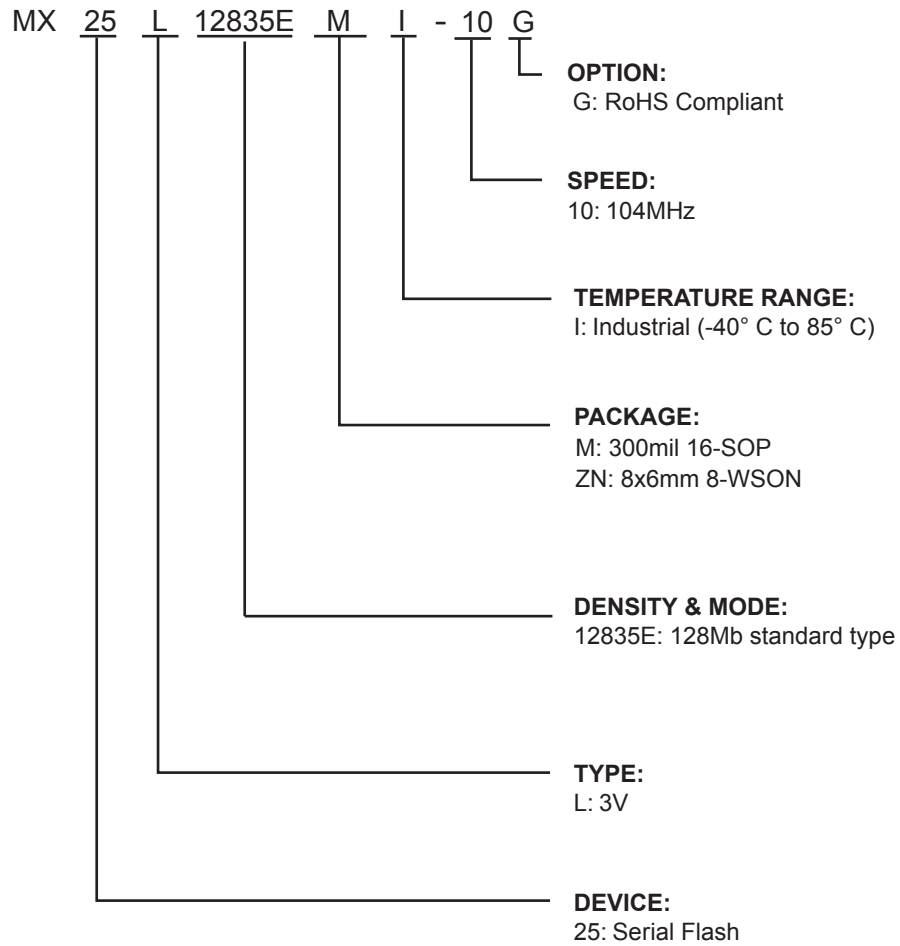 MX 25 L 12835E M I - 10 G
OPTION:
G: RoHS Compliant
SPEED:
10: 104MHz
TEMPERATURE RANGE:
I: Industrial (-40° C to 85° C)
PACKAGE:
M: 300mil 16-SOP
ZN: 8x6mm 8-WSON
DENSITY & MODE:
12835E: 128Mb standard type
TYPE:
L: 3V
DEVICE:
25: Serial Flash